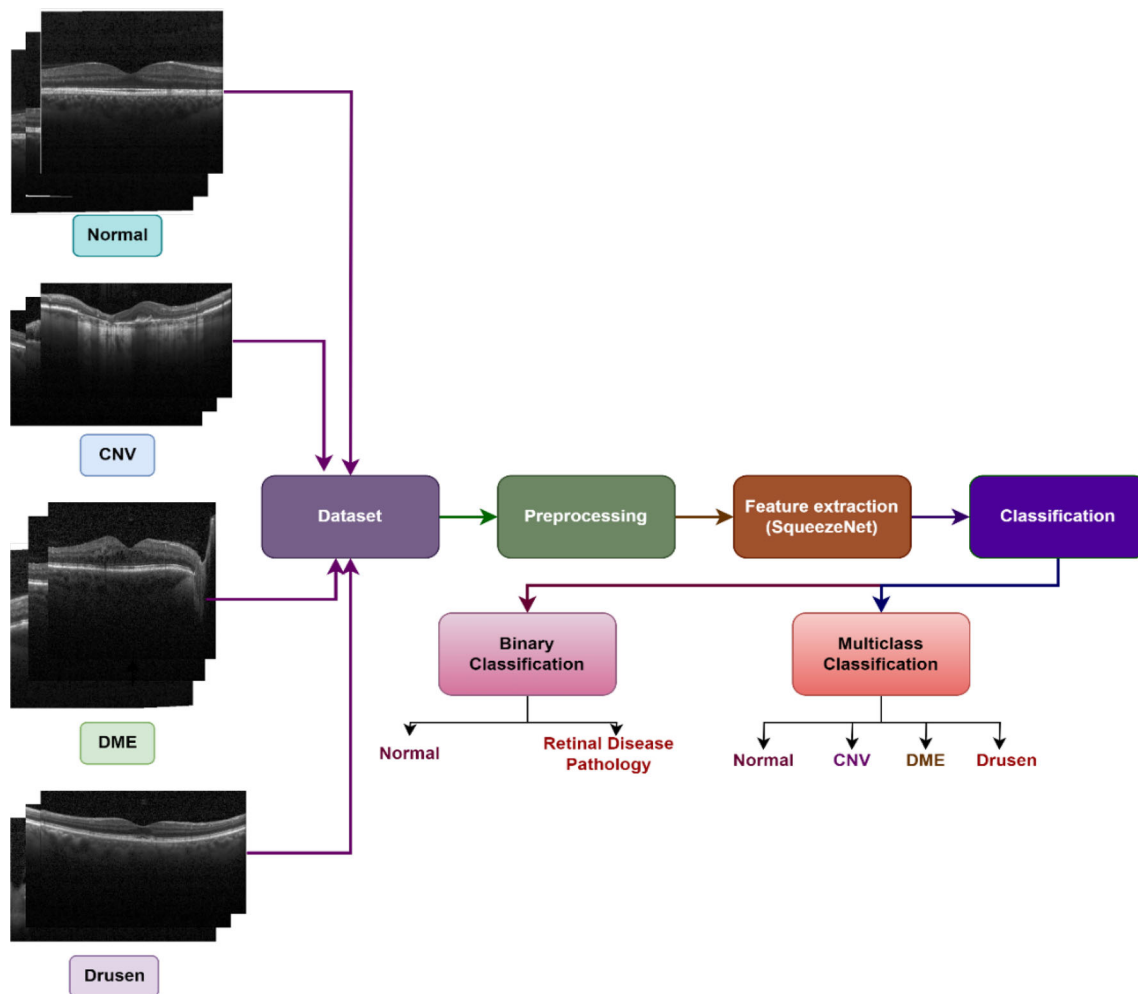 Normal
CNV
DME
Drusen
Dataset
Preprocessing
Feature extraction
(SqueezeNet)
Classification
Binary
Classification
Multiclass
Classification
Normal
Retinal Disease
Pathology
Normal
CNV
DME
Drusen